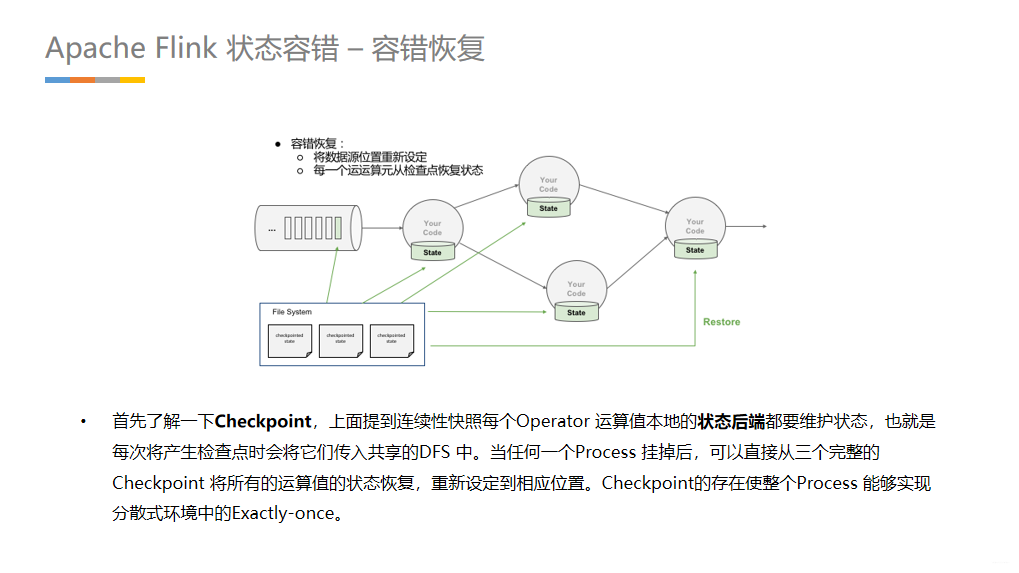 Apache Flink 状态容错 – 容错恢复
• 容错恢复：
○ 将数据源位置重新设定
○ 每一个运运算元从检查点恢复状态
...
Your
Code
State
Your
Code
State
Your
Code
State
Your
Code
State
File System
checkpointed
state
checkpointed
state
checkpointed
state
Restore
• 首先了解一下Checkpoint，上面提到连续性快照每个Operator 运算值本地的状态后端都要维护状态，也就是
每次将产生检查点时会将它们传入共享的DFS 中。当任何一个Process 挂掉后，可以直接从三个完整的
Checkpoint 将所有的运算值的状态恢复，重新设定到相应位置。Checkpoint的存在使整个Process 能够实现
分散式环境中的Exactly-once。